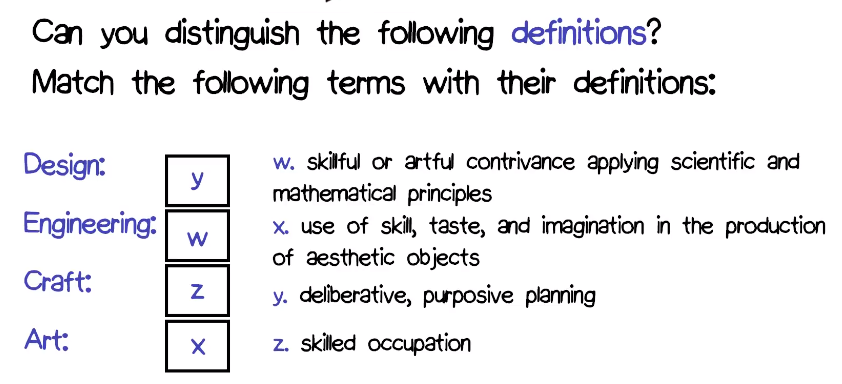 Can you distinguish the following definitions?
Match the following terms with their definitions:
Design: y
Engineering: w
Craft: z
Art: x
w. skillful or artful contrivance applying scientific and
mathematical principles
x. use of skill, taste, and imagination in the production
of aesthetic objects
y. deliberative, purposive planning
z. skilled occupation